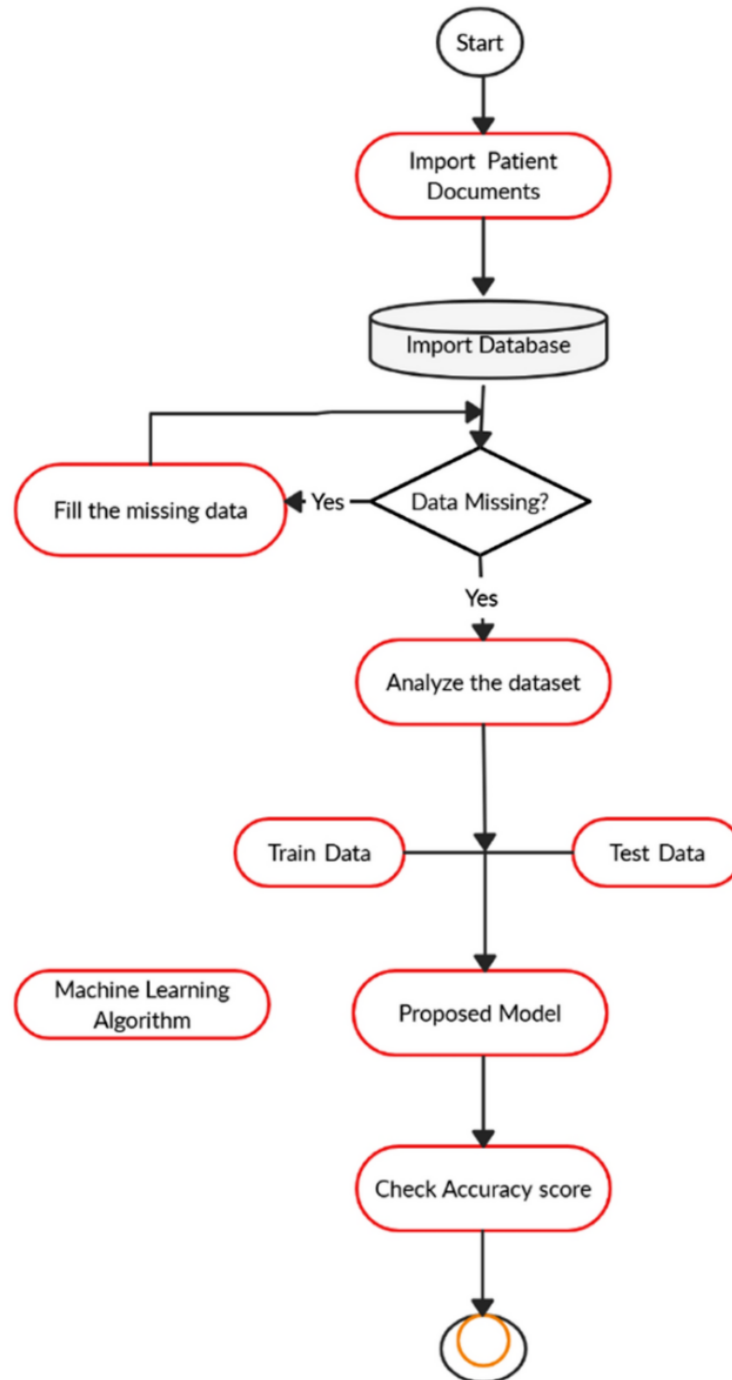 Start
Import Patient
Documents
Import Database
Data Missing?
Yes
Fill the missing data
Yes
Analyze the dataset
Train Data
Test Data
Machine Learning
Algorithm
Proposed Model
Check Accuracy score